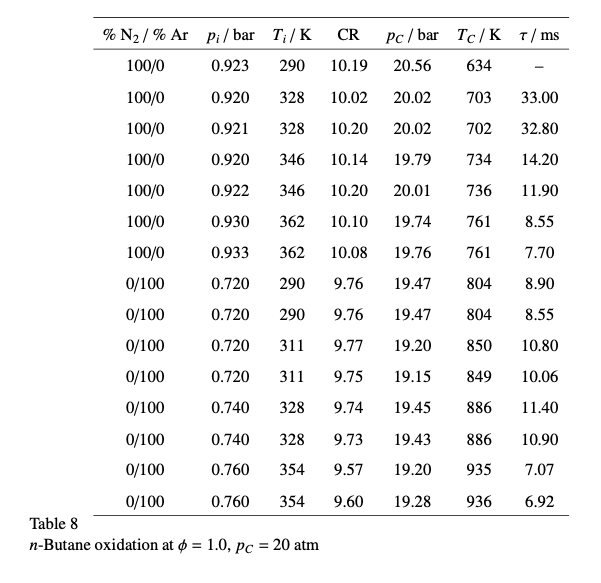 % N₂ / % Ar pᵢ / bar Tᵢ / K CR p_C / bar T_C / K τ / ms
100/0 0.923 290 10.19 20.56 634 –
100/0 0.920 328 10.02 20.02 703 33.00
100/0 0.921 328 10.20 20.02 702 32.80
100/0 0.920 346 10.14 19.79 734 14.20
100/0 0.922 346 10.20 20.01 736 11.90
100/0 0.930 362 10.10 19.74 761 8.55
100/0 0.933 362 10.08 19.76 761 7.70
0/100 0.720 290 9.76 19.47 804 8.90
0/100 0.720 290 9.76 19.47 804 8.55
0/100 0.720 311 9.77 19.20 850 10.80
0/100 0.720 311 9.75 19.15 849 10.06
0/100 0.740 328 9.74 19.45 886 11.40
0/100 0.740 328 9.73 19.43 886 10.90
0/100 0.760 354 9.57 19.20 935 7.07
0/100 0.760 354 9.60 19.28 936 6.92
Table 8
n-Butane oxidation at ϕ = 1.0, p_C = 20 atm